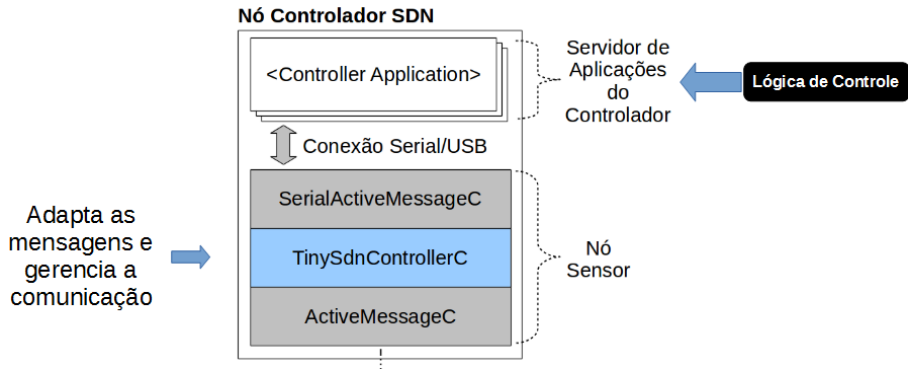 Nó Controlador SDN
<Controller Application>
Servidor de
Aplicações
do
Controlador
Lógica de Controle
Conexão Serial/USB
SerialActiveMessageC
TinySdnControllerC
ActiveMessageC
Adapta as
mensagens e
gerencia a
comunicação
Nó
Sensor